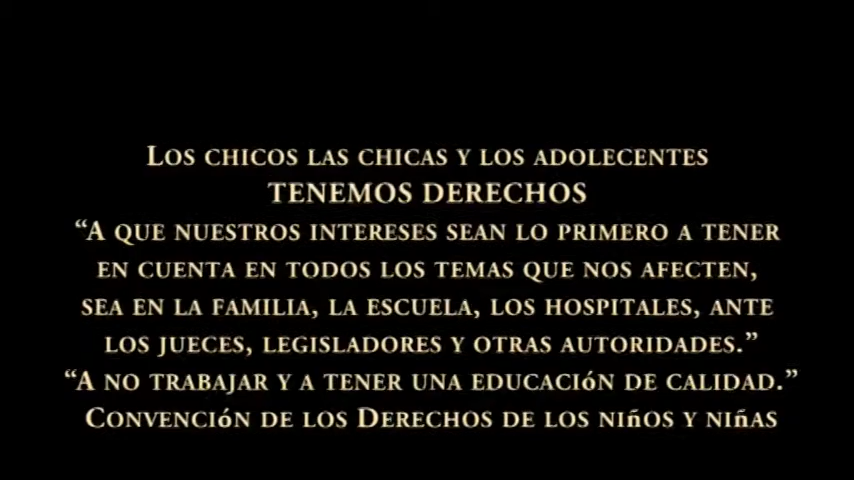 Los chicos las chicas y los adolecentes
TENEMOS DERECHOS
“A que nuestros intereses sean lo primero a tener
en cuenta en todos los temas que nos afecten,
sea en la familia, la escuela, los hospitales, ante
los jueces, legisladores y otras autoridades.”
“A no trabajar y a tener una educación de calidad.”
Convención de los Derechos de los niños y niñas